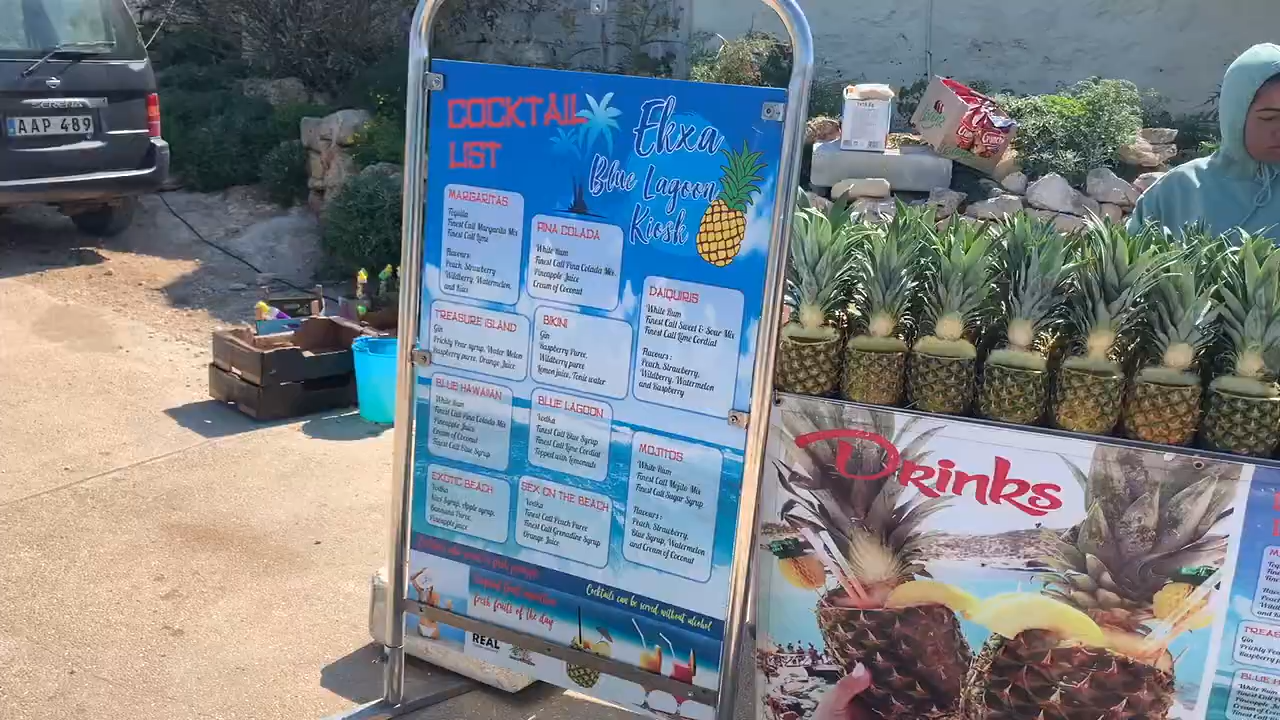 SERENA
AAP 489
COCKTAIL
LIST
Ekxa
Blue Lagoon
Kiosk
MARGARITAS
Tequila
Finest Call Margarita Mix
Finest Call Lime
Flavours:
Peach, Strawberry
Wildberry, Watermelon,
and Kiwi
PINA COLADA
White Rum
Finest Call Pina Colada Mix
Pineapple Juice
Cream of Coconut
DAIQUIRIS
White Rum
Finest Call Sweet & Sour Mix
Finest Call Lime Cordial
Flavours:
Peach, Strawberry,
Wildberry, Watermelon
and Raspberry
TREASURE ISLAND
Gin
Prickly Pear syrup, Water Melon
Raspberry puree, Orange Juice
BIKINI
Gin
Raspberry Puree,
Wildberry puree
Lemon juice, Tonic water
BLUE HAWAIIAN
White Rum
Finest Call Pina Colada Mix
Pineapple Juice
Cream of Coconut
Finest Call Blue Syrup
BLUE LAGOON
Vodka
Finest Call Blue Syrup
Finest Call Lime Cordial
Topped with Lemonade
MOJITOS
White Rum
Finest Call Mojito Mix
Finest Call Sugar Syrup
Flavours:
Peach, Strawberry,
Blue Syrup, Watermelon
and Cream of Coconut
EXOTIC BEACH
Vodka
Kiwi Syrup, Apple syrup,
Bannana Puree,
Pineapple juice
SEX ON THE BEACH
Vodka
Finest Call Peach Puree
Finest Call Grenadine Syrup
Orange Juice
fresh fruits of the day
Cocktails can be served without alcohol
REAL
Drinks